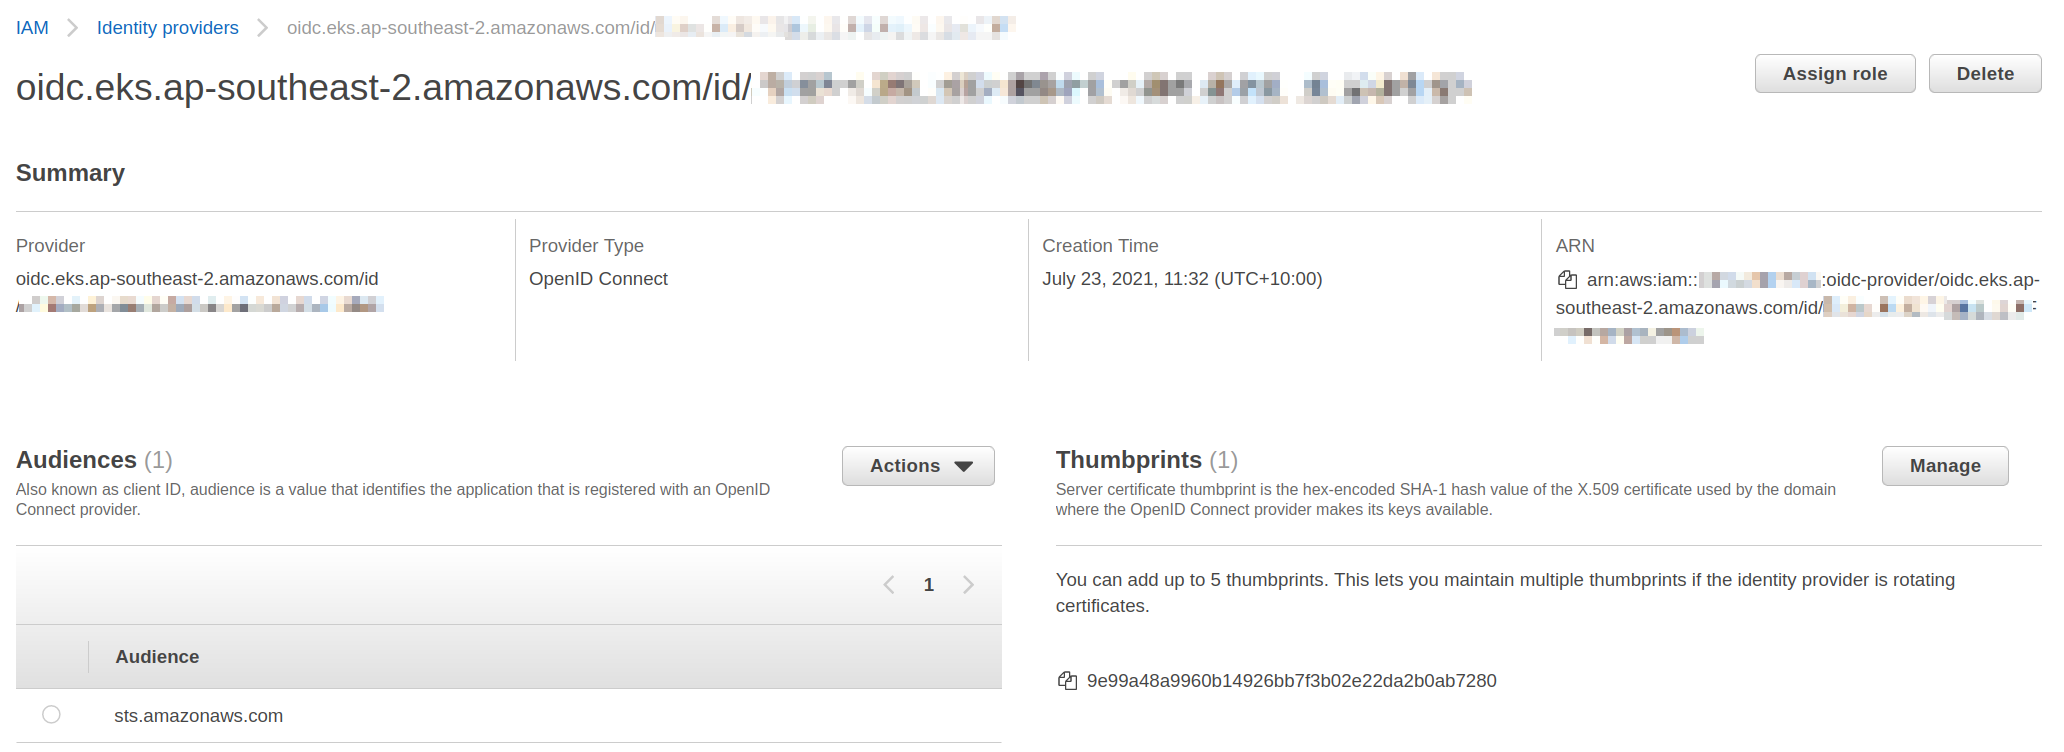 IAM > Identity providers > oidc.eks.ap-southeast-2.amazonaws.com/id/
oidc.eks.ap-southeast-2.amazonaws.com/id/
Assign role
Delete
Summary
Provider
oidc.eks.ap-southeast-2.amazonaws.com/id
/
Provider Type
OpenID Connect
Creation Time
July 23, 2021, 11:32 (UTC+10:00)
ARN
arn:aws:iam:: :oidc-provider/oidc.eks.ap-
southeast-2.amazonaws.com/id/
Audiences (1)
Actions
Also known as client ID, audience is a value that identifies the application that is registered with an OpenID
Connect provider.
1
Audience
sts.amazonaws.com
Thumbprints (1)
Manage
Server certificate thumbprint is the hex-encoded SHA-1 hash value of the X.509 certificate used by the domain
where the OpenID Connect provider makes its keys available.
You can add up to 5 thumbprints. This lets you maintain multiple thumbprints if the identity provider is rotating
certificates.
9e99a48a9960b14926bb7f3b02e22da2b0ab7280